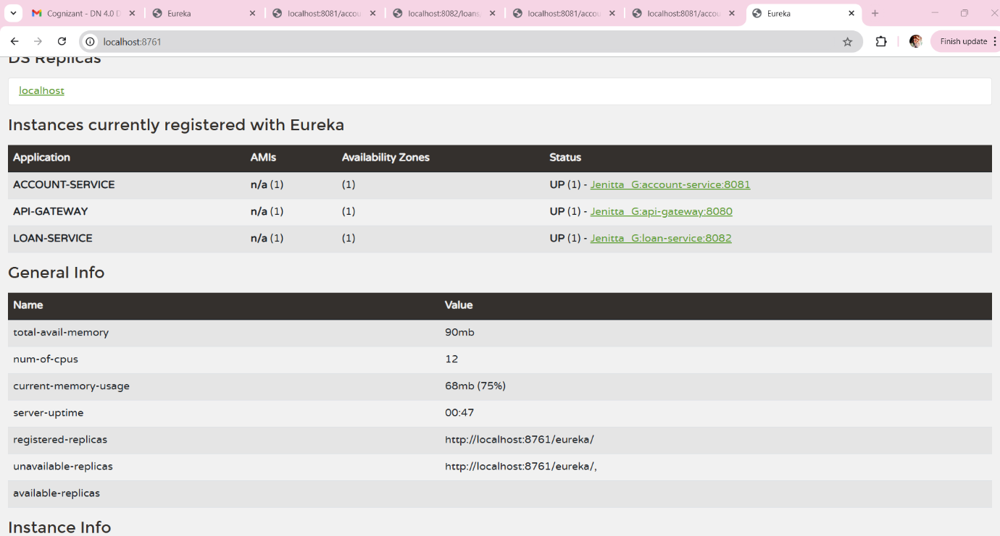 Cognizant - DN 4.0 D
Eureka
localhost:8081/accou
localhost:8082/loans
localhost:8081/accou
localhost:8081/accou
Eureka
localhost:8761
Finish update
DS Replicas
localhost
Instances currently registered with Eureka
Application AMIs Availability Zones Status
ACCOUNT-SERVICE n/a (1) (1) UP (1) - Jenitta_G:account-service:8081
API-GATEWAY n/a (1) (1) UP (1) - Jenitta_G:api-gateway:8080
LOAN-SERVICE n/a (1) (1) UP (1) - Jenitta_G:loan-service:8082
General Info
Name Value
total-avail-memory 90mb
num-of-cpus 12
current-memory-usage 68mb (75%)
server-uptime 00:47
registered-replicas http://localhost:8761/eureka/
unavailable-replicas http://localhost:8761/eureka/,
available-replicas
Instance Info